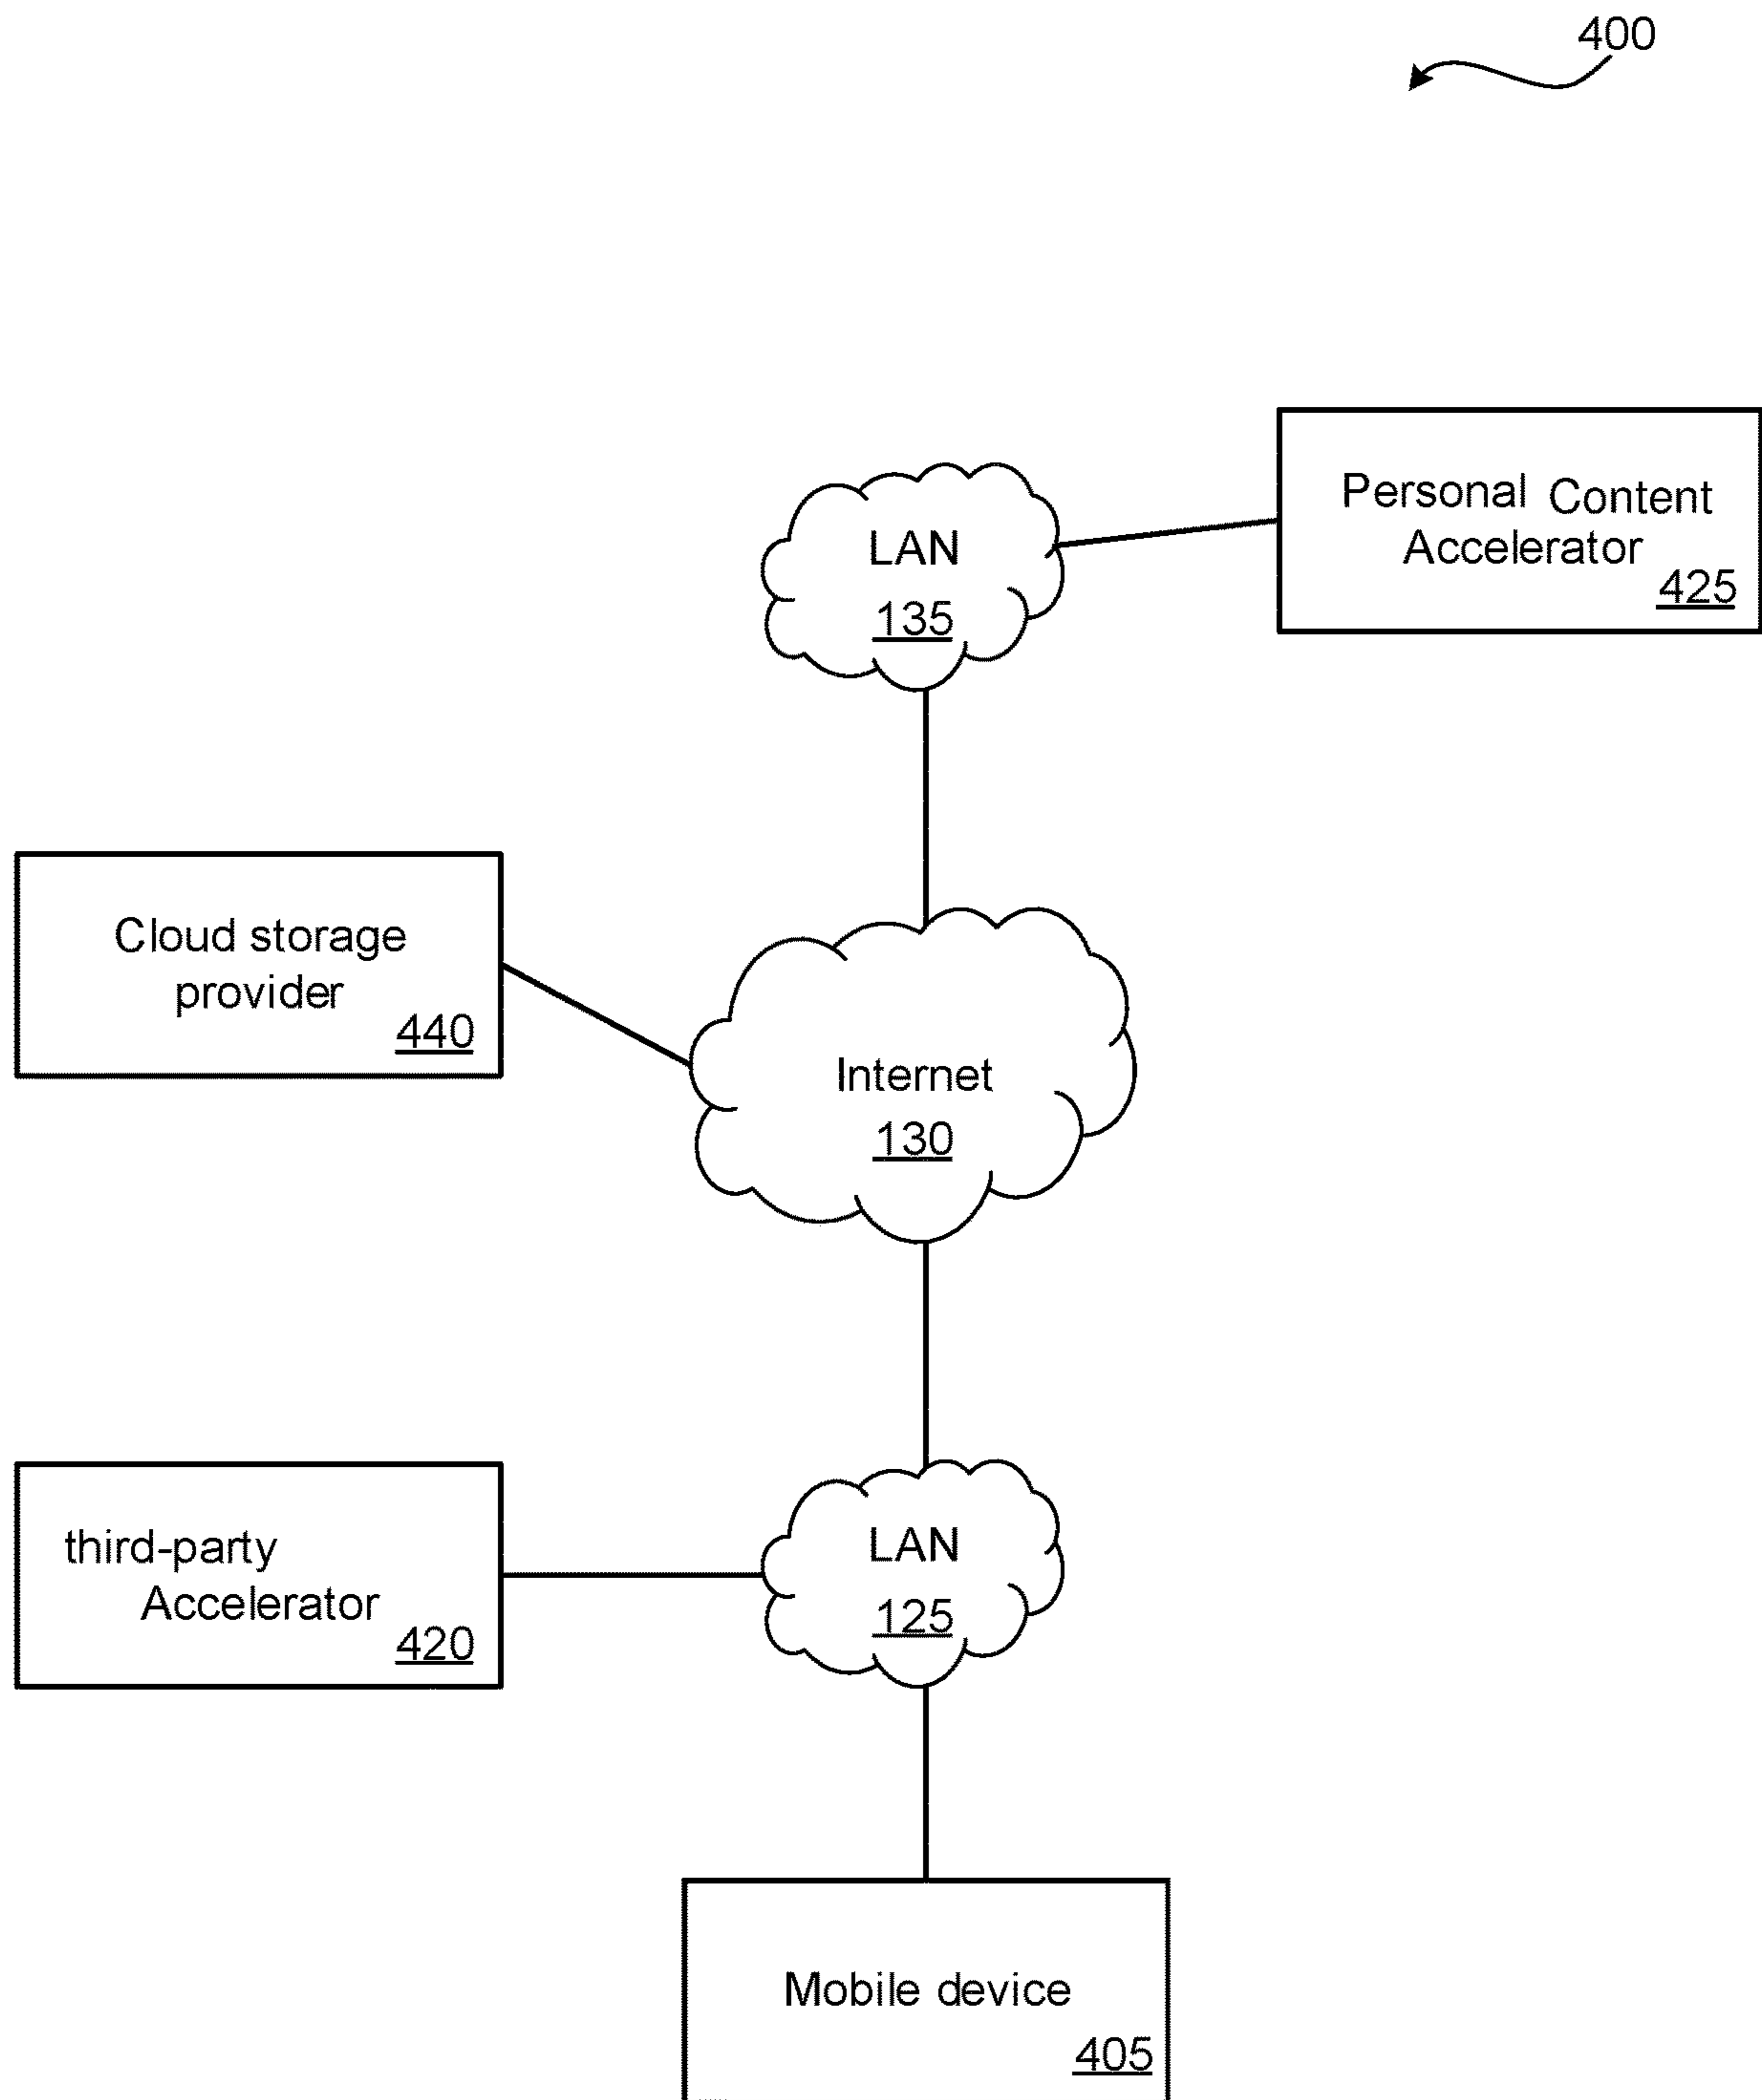 400
Personal Content
Accelerator
425
LAN
135
Cloud storage
provider
440
Internet
130
third-party
Accelerator
420
LAN
125
Mobile device
405